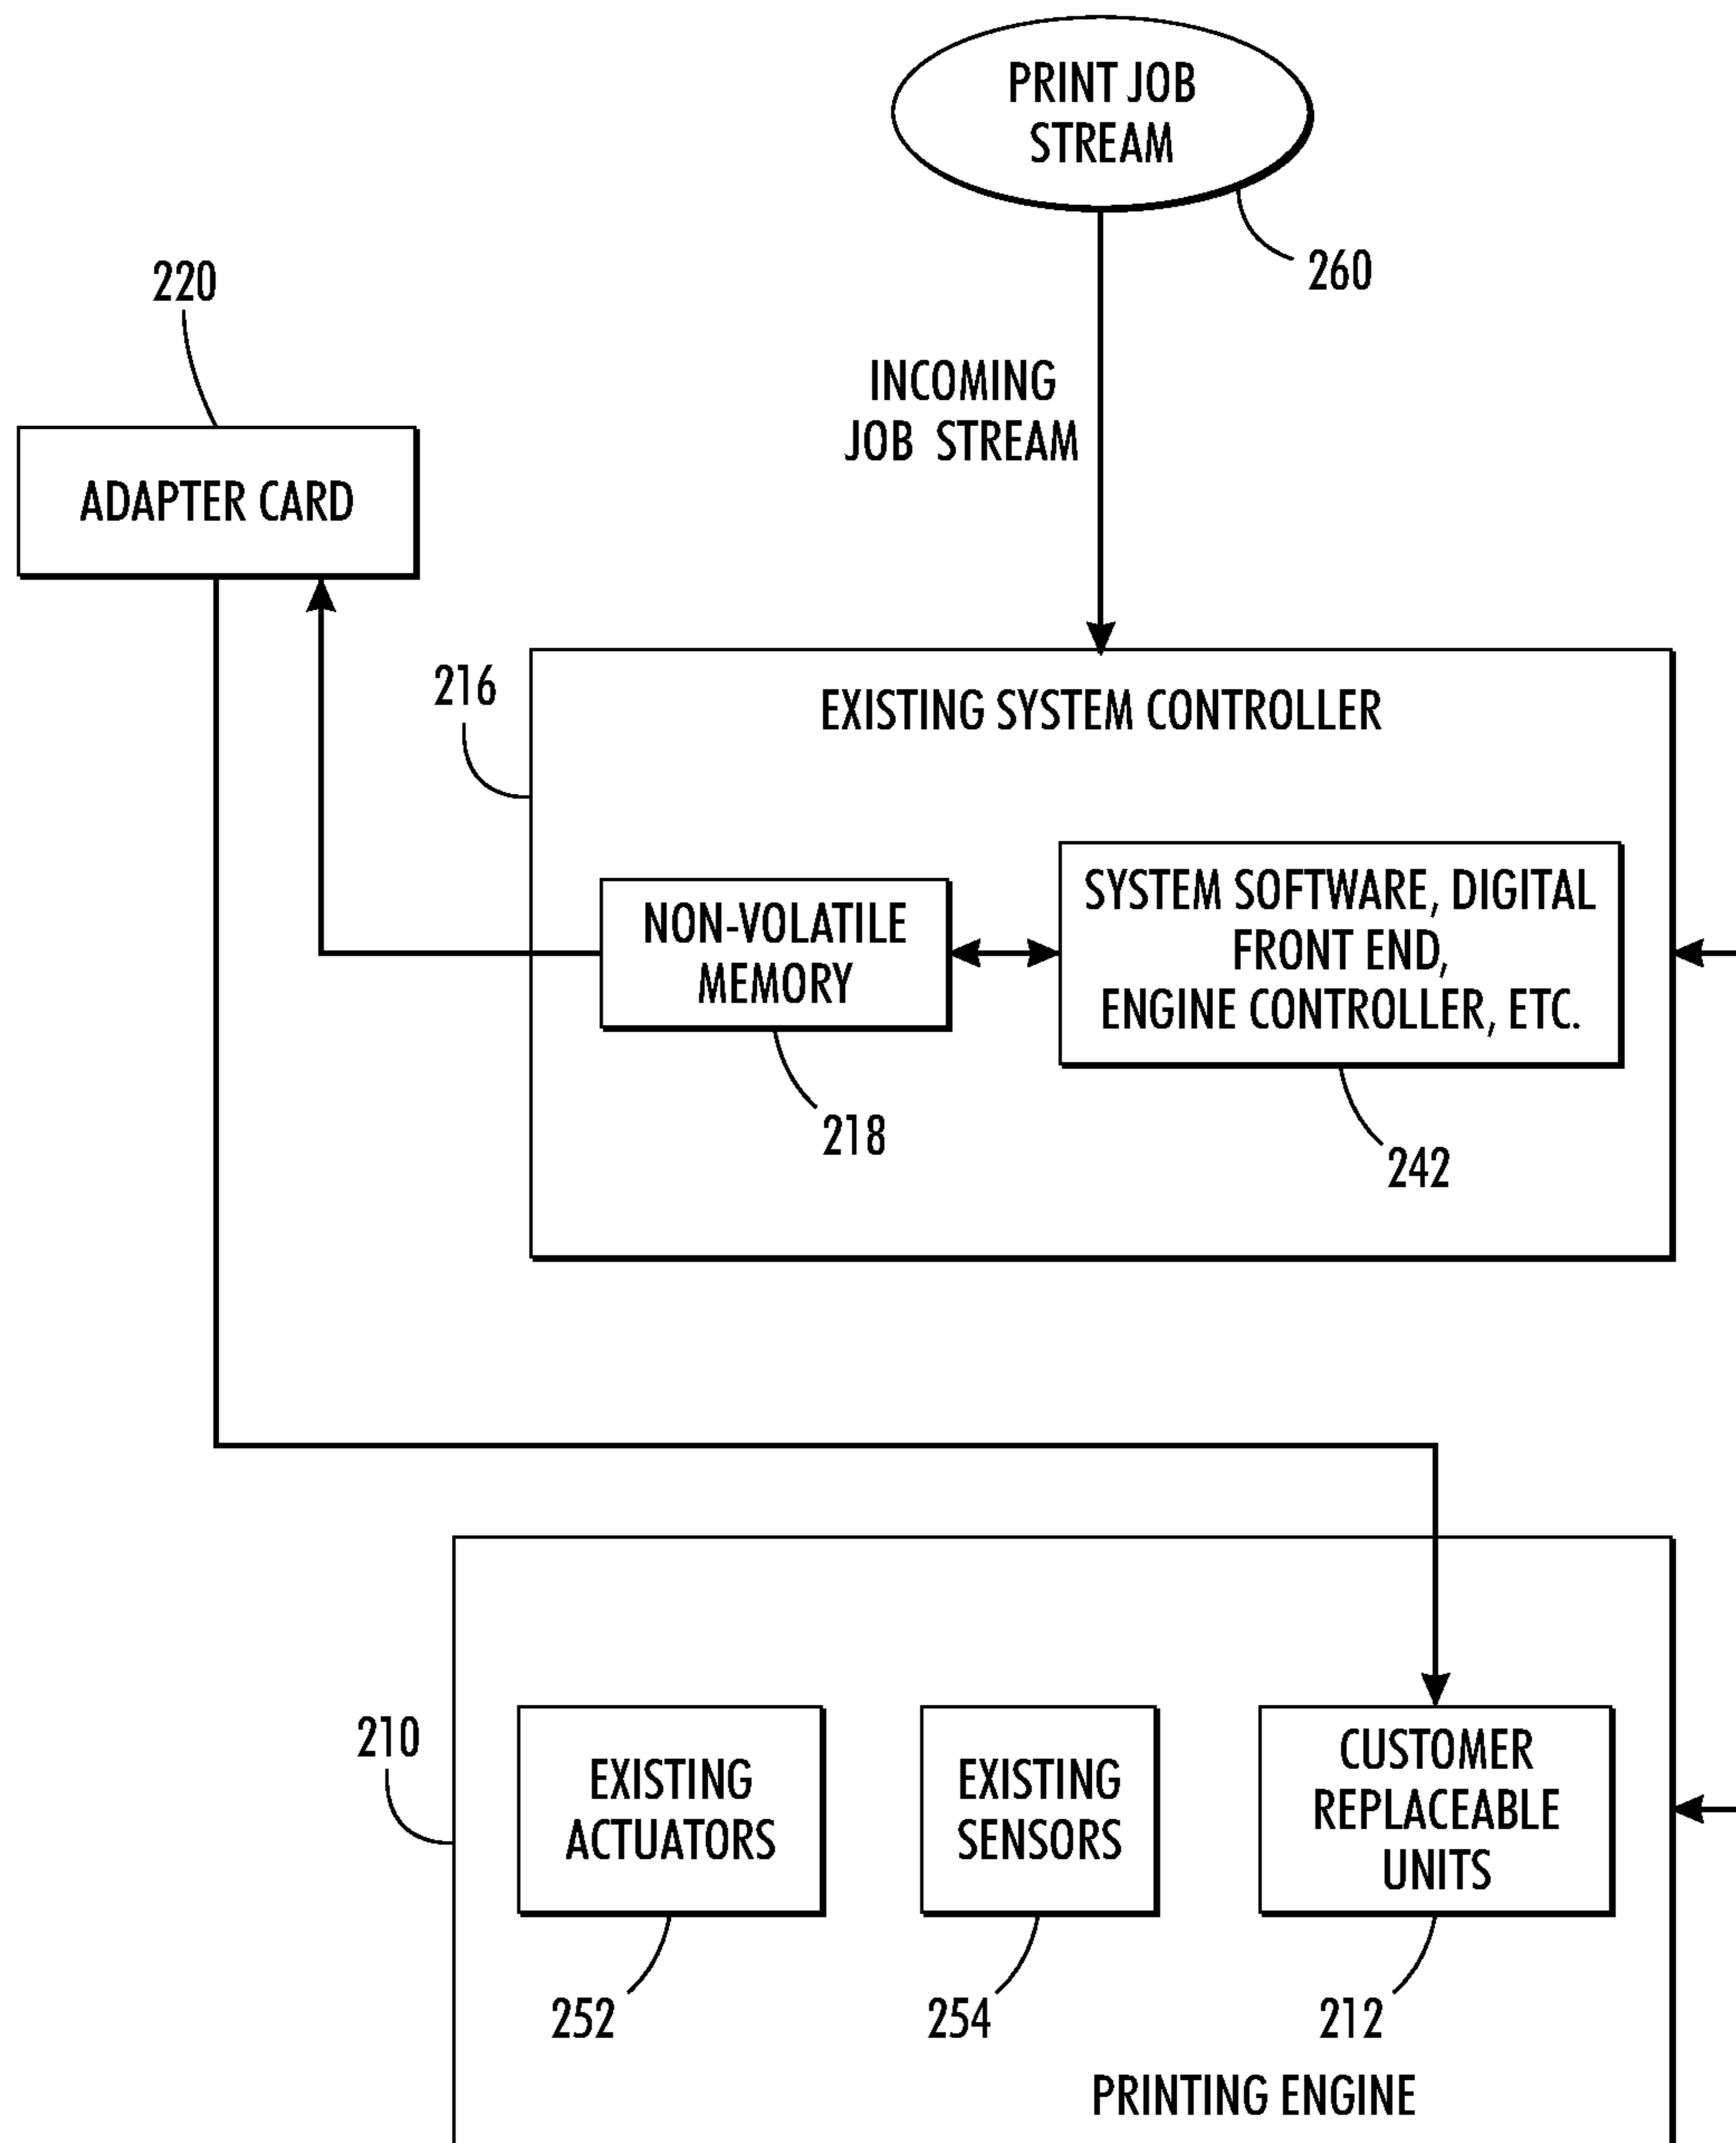 PRINT JOB
STREAM
260
220
INCOMING
JOB STREAM
ADAPTER CARD
216
EXISTING SYSTEM CONTROLLER
NON-VOLATILE
MEMORY
SYSTEM SOFTWARE, DIGITAL
FRONT END,
ENGINE CONTROLLER, ETC.
218
242
210
EXISTING
ACTUATORS
EXISTING
SENSORS
CUSTOMER
REPLACEABLE
UNITS
252
254
212
PRINTING ENGINE